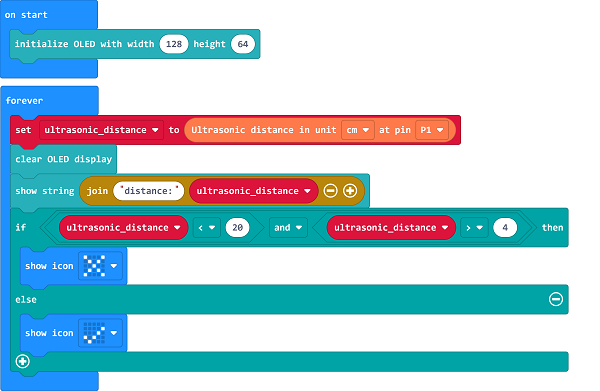 on start
initialize OLED with width 128 height 64
forever
set ultrasonic_distance to Ultrasonic distance in unit cm at pin P1
clear OLED display
show string join "distance:" ultrasonic_distance
if ultrasonic_distance < 20 and ultrasonic_distance > 4 then
show icon
else
show icon